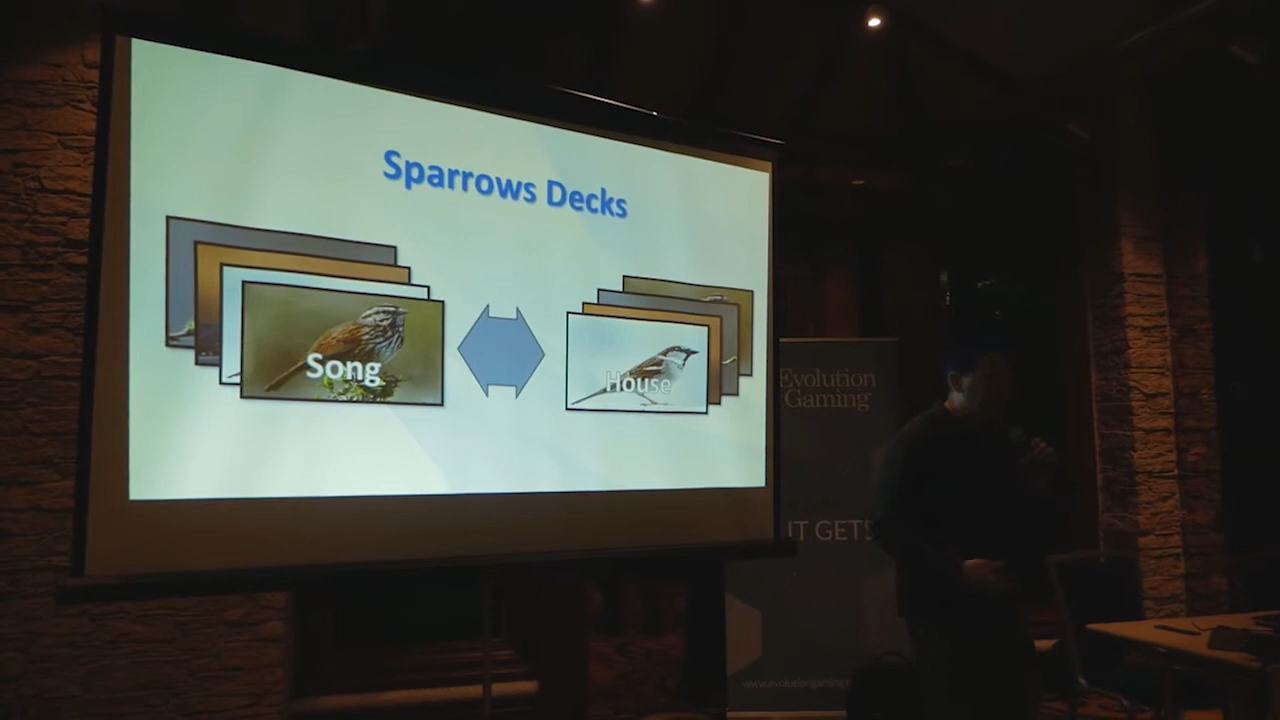 Sparrows Decks
Song
House
Evolution
Gaming
IT GETS